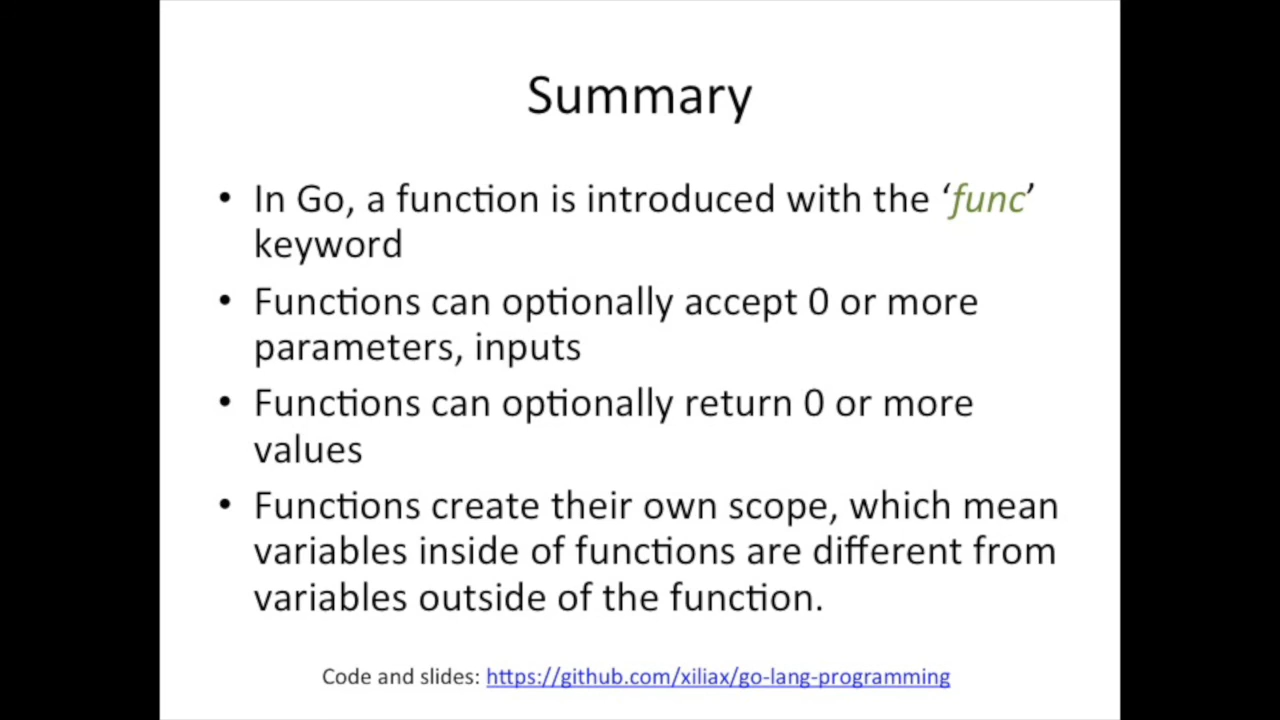 Summary
• In Go, a function is introduced with the ‘func’
keyword
• Functions can optionally accept 0 or more
parameters, inputs
• Functions can optionally return 0 or more
values
• Functions create their own scope, which mean
variables inside of functions are different from
variables outside of the function.
Code and slides: https://github.com/xiliax/go-lang-programming